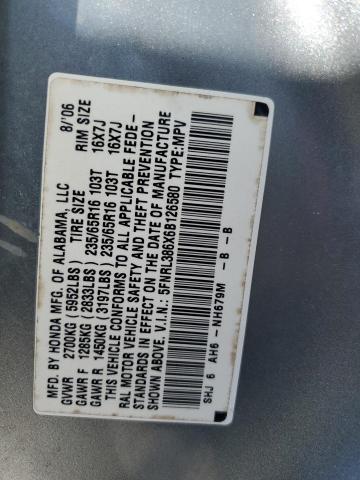 MFD. BY HONDA MFG. OF ALABAMA, LLC 8/'06
GVWR 2700KG (5952LBS) TIRE SIZE RIM SIZE
GAWR F 1285KG (2833LBS) 235/65R16 103T 16X7J
GAWR R 1450KG (3197LBS) 235/65R16 103T 16X7J
THIS VEHICLE CONFORMS TO ALL APPLICABLE FEDE-
RAL MOTOR VEHICLE SAFETY AND THEFT PREVENTION
STANDARDS IN EFFECT ON THE DATE OF MANUFACTURE
SHOWN ABOVE. V.I.N.: 5FNRL386X6B126580 TYPE:MPV
SHJ 6 AH6 -NH679M -B -B